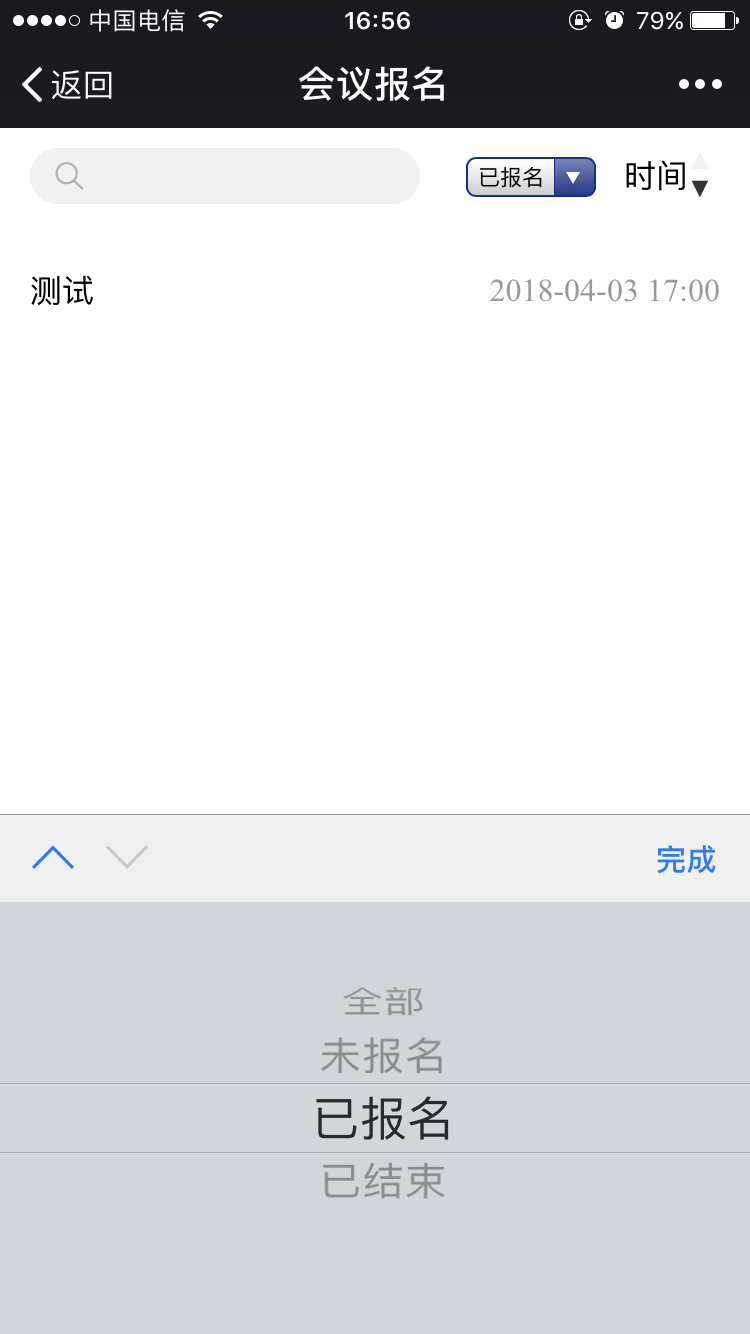 中国电信 16:56 79%
返回 会议报名
已报名 时间
测试 2018-04-03 17:00
完成
全部
未报名
已报名
已结束